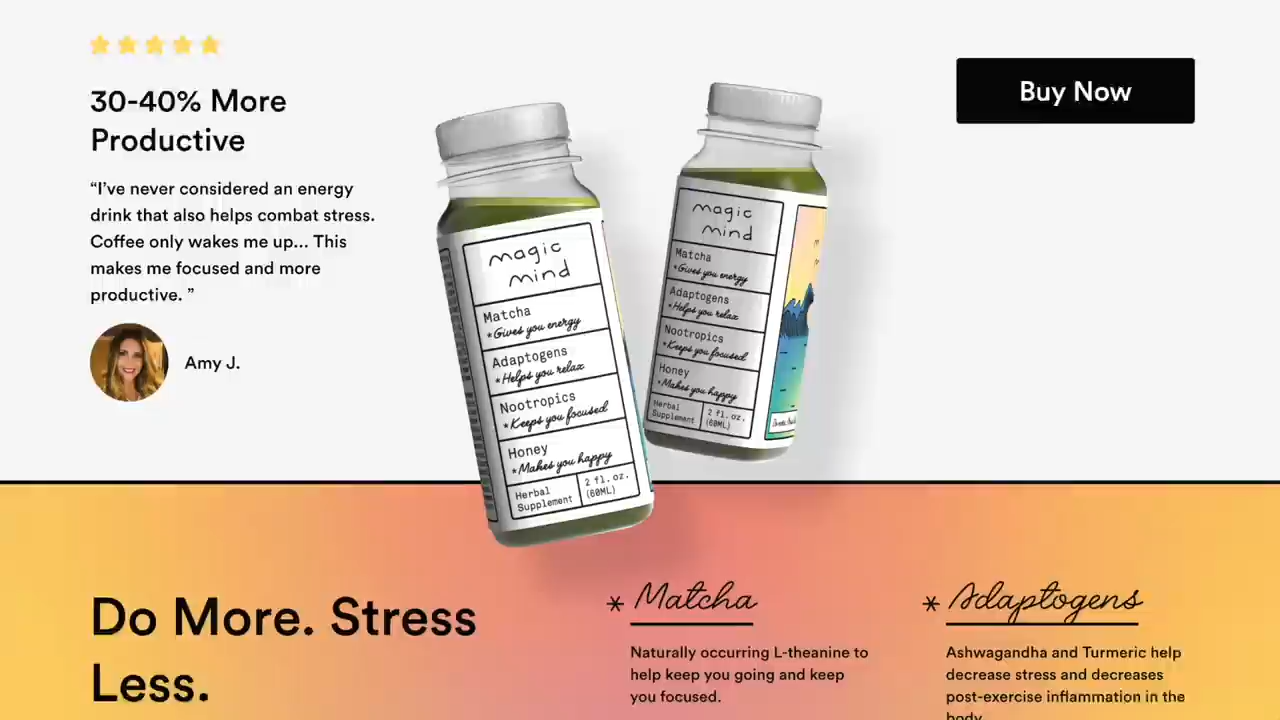 30-40% More
Productive
“I’ve never considered an energy
drink that also helps combat stress.
Coffee only wakes me up... This
makes me focused and more
productive. ”
Amy J.
Buy Now
magic
mind
Matcha
*Gives you energy
Adaptogens
*Helps you relax
Nootropics
*Keeps you focused
Honey
*Makes you happy
Herbal
Supplement
2 fl. oz.
(60ML)
magic
mind
Matcha
*Gives you energy
Adaptogens
*Helps you relax
Nootropics
*Keeps you focused
Honey
*Makes you happy
Herbal
Supplement
2 fl. oz.
(60ML)
Do More. Stress
Less.
* Matcha
Naturally occurring L-theanine to
help keep you going and keep
you focused.
* Adaptogens
Ashwagandha and Turmeric help
decrease stress and decreases
post-exercise inflammation in the
body